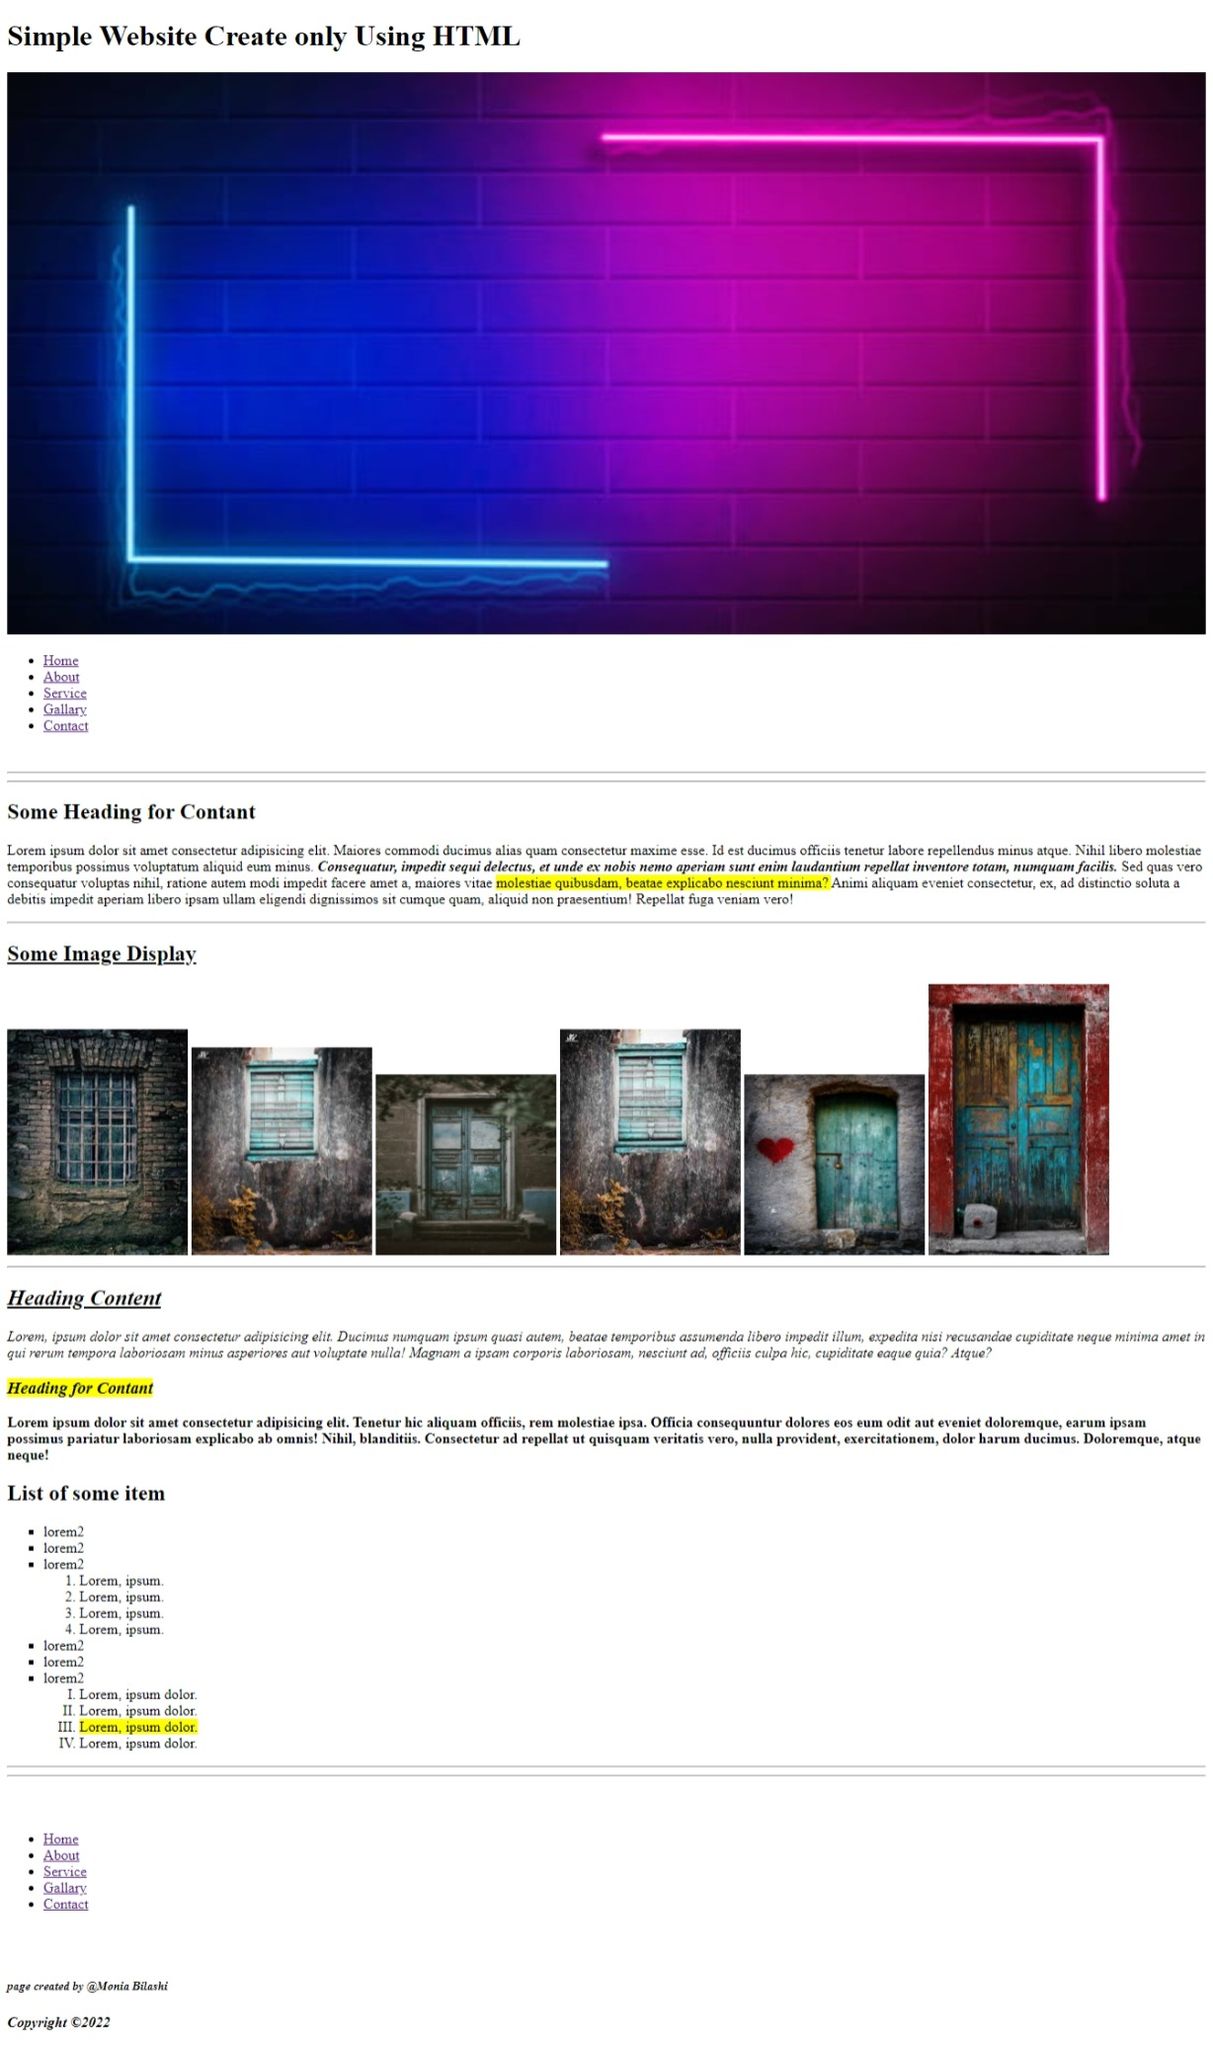 Simple Website Create only Using HTML
Home
About
Service
Gallary
Contact
Some Heading for Contant
Lorem ipsum dolor sit amet consectetur adipisicing elit. Maiores commodi ducimus alias quam consectetur maxime esse. Id est ducimus officiis tenetur labore repellendus minus atque. Nihil libero molestiae
temporibus possimus voluptatum aliquid eum minus. Consequatur, impedit sequi delectus, et unde ex nobis nemo aperiam sunt enim laudantium repellat inventore totam, numquam facilis. Sed quas vero
consequatur voluptas nihil, ratione autem modi impedit facere amet a, maiores vitae molestiae quibusdam, beatae explicabo nesciunt minima? Animi aliquam eveniet consectetur, ex, ad distinctio soluta a
debitis impedit aperiam libero ipsam ullam eligendi dignissimos sit cumque quam, aliquid non praesentium! Repellat fuga veniam vero!
Some Image Display
Heading Content
Lorem, ipsum dolor sit amet consectetur adipisicing elit. Ducimus numquam ipsum quasi autem, beatae temporibus assumenda libero impedit illum, expedita nisi recusandae cupiditate neque minima amet in
qui rerum tempora laboriosam minus asperiores aut voluptate nulla! Magnam a ipsam corporis laboriosam, nesciunt ad, officiis culpa hic, cupiditate eaque quia? Atque?
Heading for Contant
Lorem ipsum dolor sit amet consectetur adipisicing elit. Tenetur hic aliquam officiis, rem molestiae ipsa. Officia consequuntur dolores eos eum odit aut eveniet doloremque, earum ipsam
possimus pariatur laboriosam explicabo ab omnis! Nihil, blanditiis. Consectetur ad repellat ut quisquam veritatis vero, nulla provident, exercitationem, dolor harum ducimus. Doloremque, atque
neque!
List of some item
lorem2
lorem2
lorem2
1. Lorem, ipsum.
2. Lorem, ipsum.
3. Lorem, ipsum.
4. Lorem, ipsum.
lorem2
lorem2
lorem2
I. Lorem, ipsum dolor.
II. Lorem, ipsum dolor.
III. Lorem, ipsum dolor.
IV. Lorem, ipsum dolor.
Home
About
Service
Gallary
Contact
page created by @Monia Bilashi
Copyright ©2022